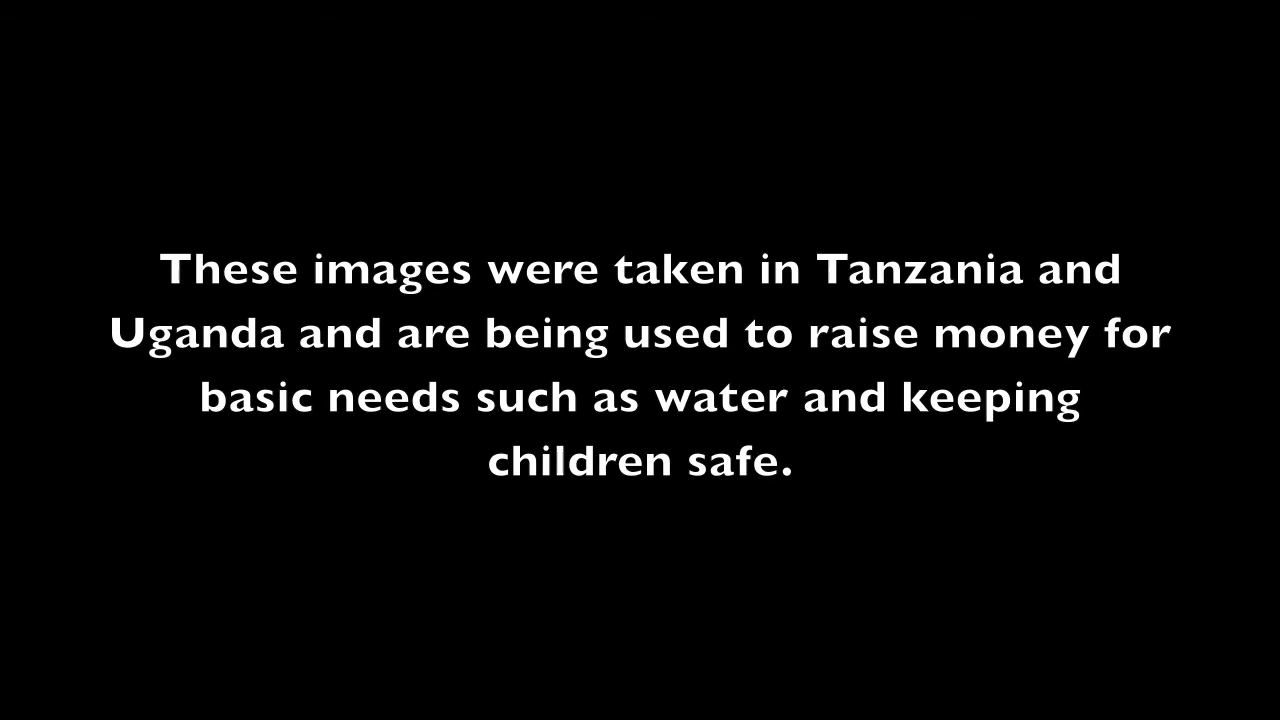 These images were taken in Tanzania and
Uganda and are being used to raise money for
basic needs such as water and keeping
children safe.